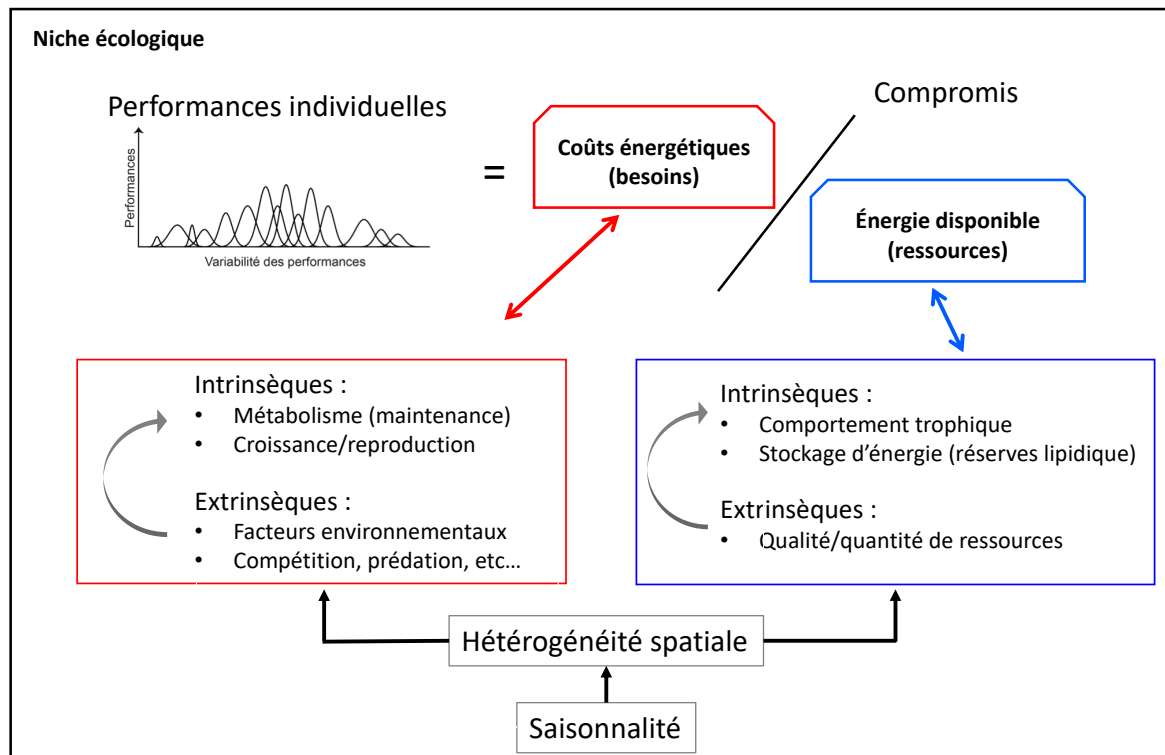 Niche écologique
Performances individuelles
Performances
Variabilité des performances
=
Coûts énergétiques
(besoins)
Compromis
Énergie disponible
(ressources)
Intrinsèques :
• Métabolisme (maintenance)
• Croissance/reproduction
Extrinsèques :
• Facteurs environnementaux
• Compétition, prédation, etc…
Intrinsèques :
• Comportement trophique
• Stockage d’énergie (réserves lipidique)
Extrinsèques :
• Qualité/quantité de ressources
Hétérogénéité spatiale
Saisonnalité